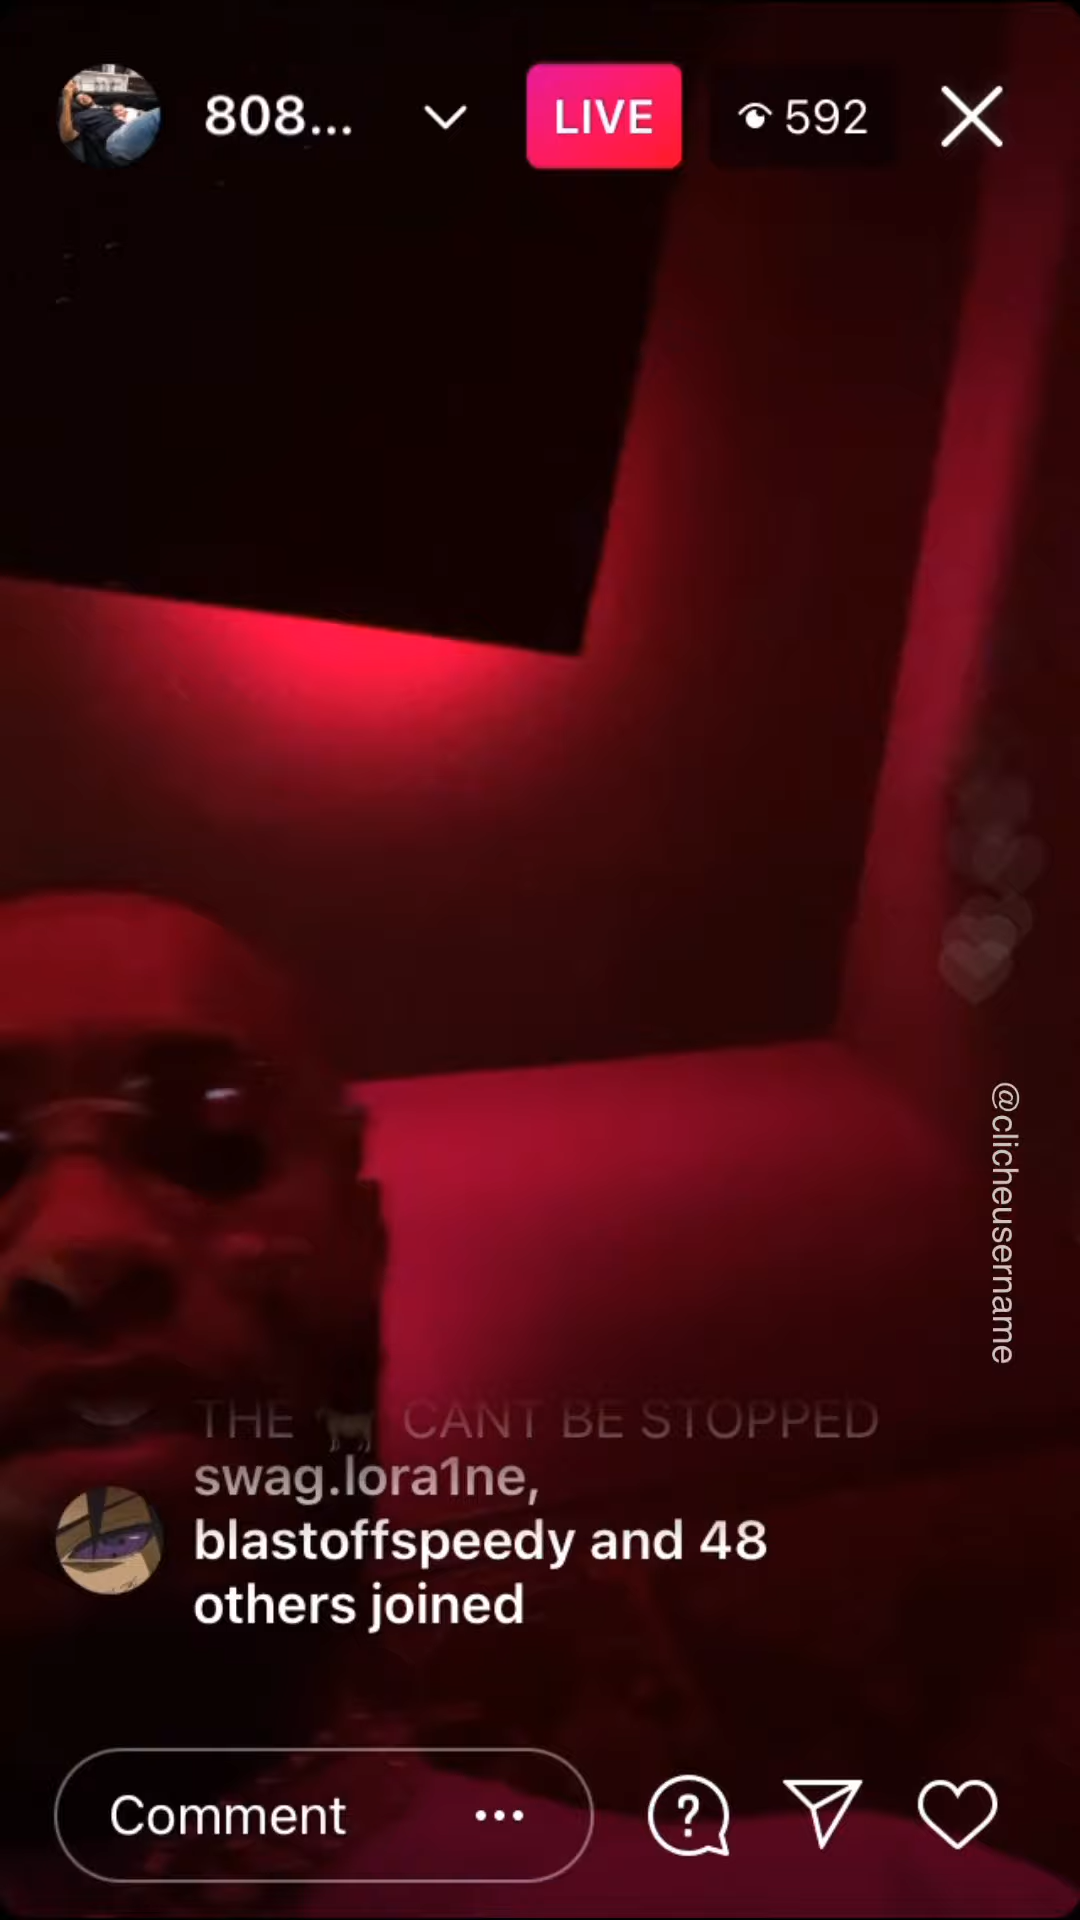 808...
LIVE
592
@clicheusername
THE 🐐 CANT BE STOPPED
swag.lora1ne,
blastoffspeedy and 48
others joined
Comment